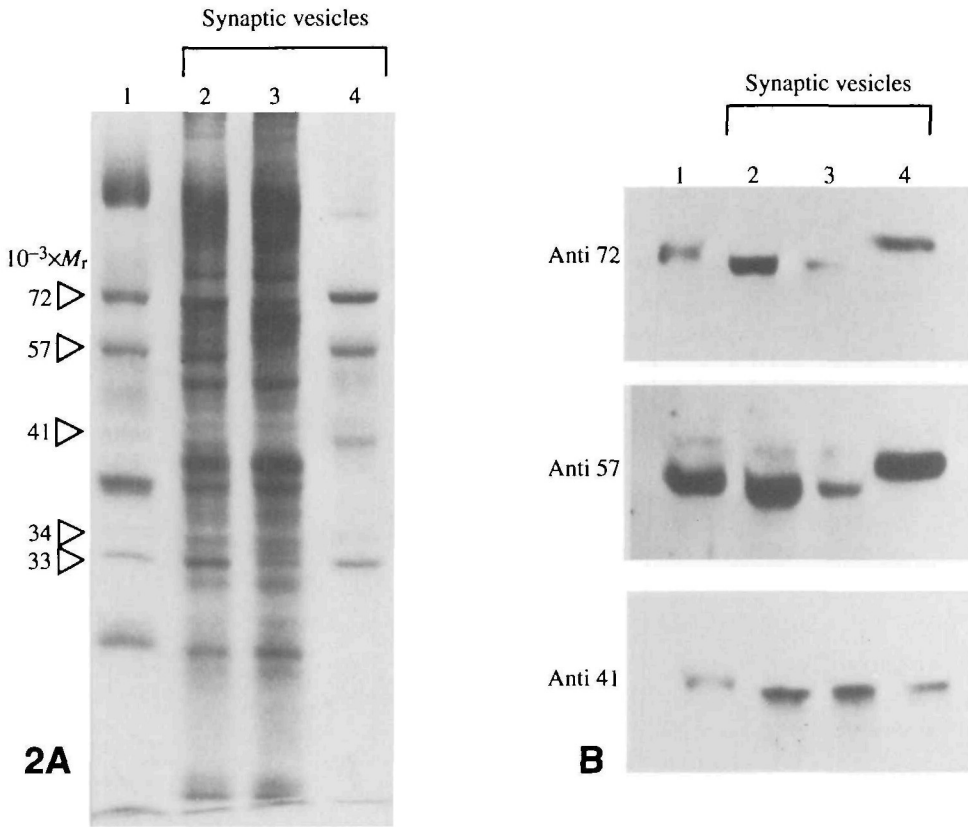 Synaptic vesicles
1 2 3 4
10⁻³×Mᵣ
72
57
41
34
33
2A
Synaptic vesicles
1 2 3 4
Anti 72
Anti 57
Anti 41
B